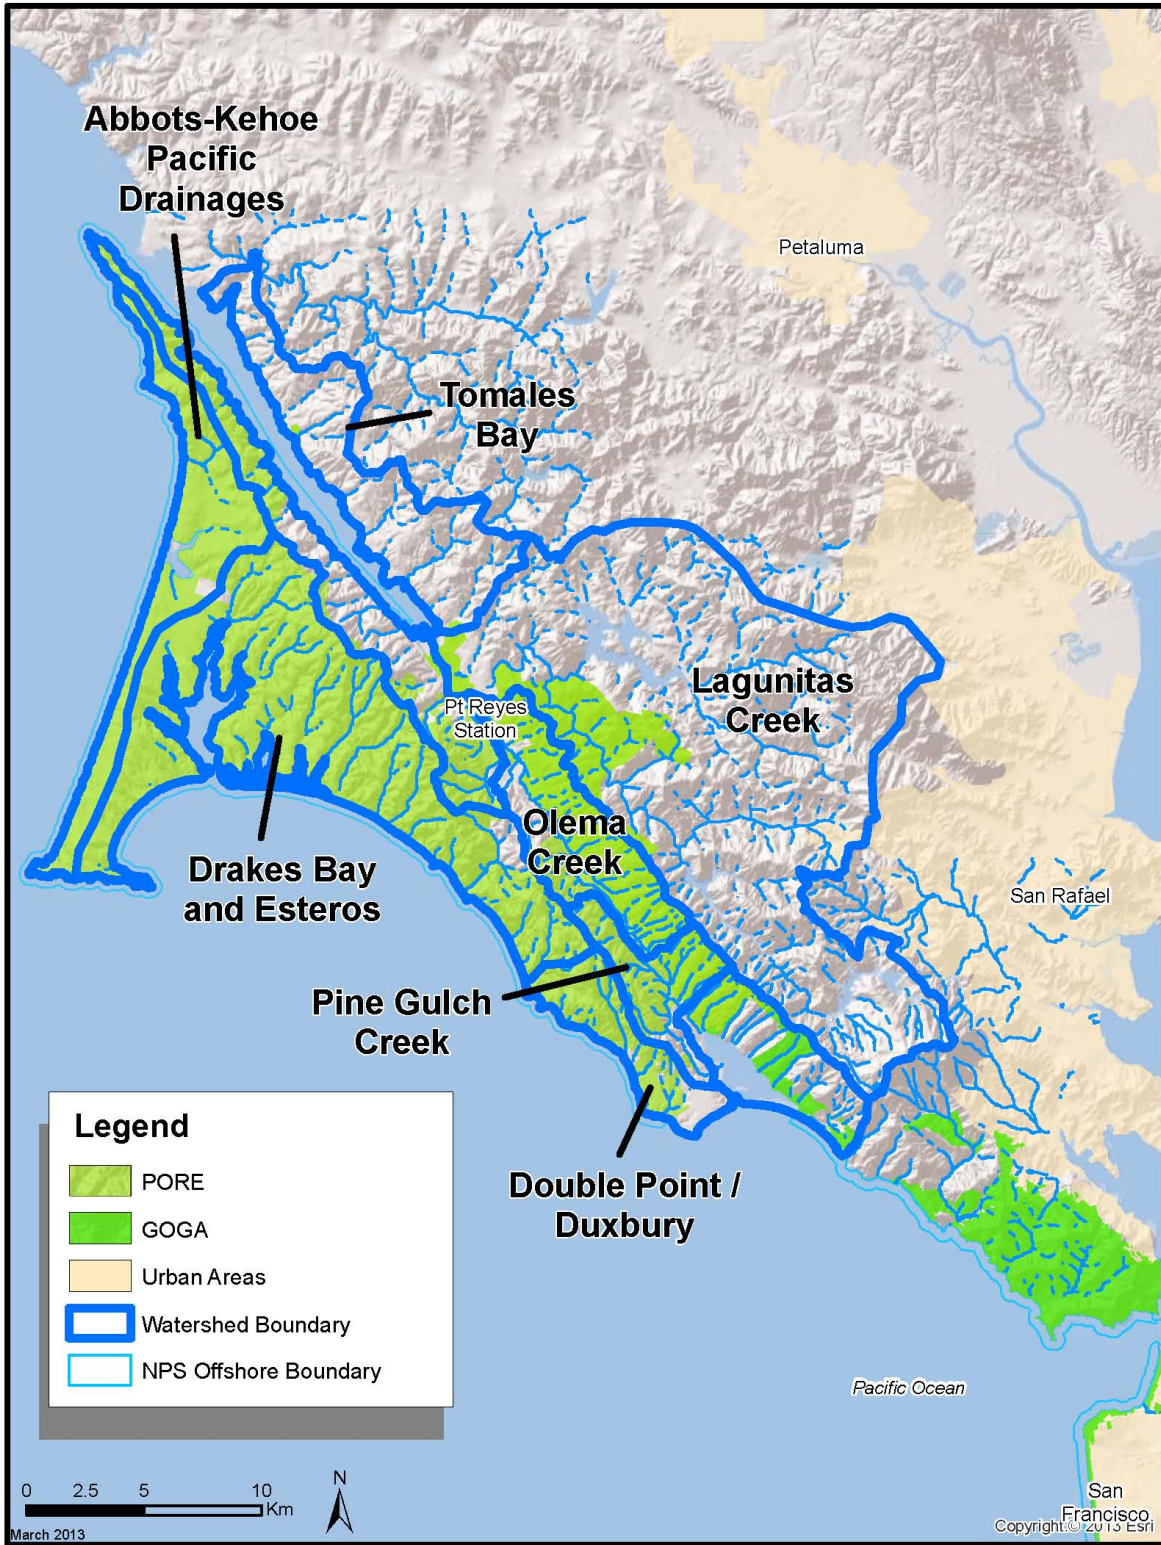 Abbots-Kehoe
Pacific
Drainages
Petaluma
Tomales
Bay
Lagunitas
Creek
Pt Reyes
Station
Olema
Creek
Drakes Bay
and Esteros
San Rafael
Pine Gulch
Creek
Double Point /
Duxbury
Legend
PORE
GOGA
Urban Areas
Watershed Boundary
NPS Offshore Boundary
Pacific Ocean
0 2.5 5 10
Km
N
March 2013
San
Francisco
Copyright:© 2013 Esri